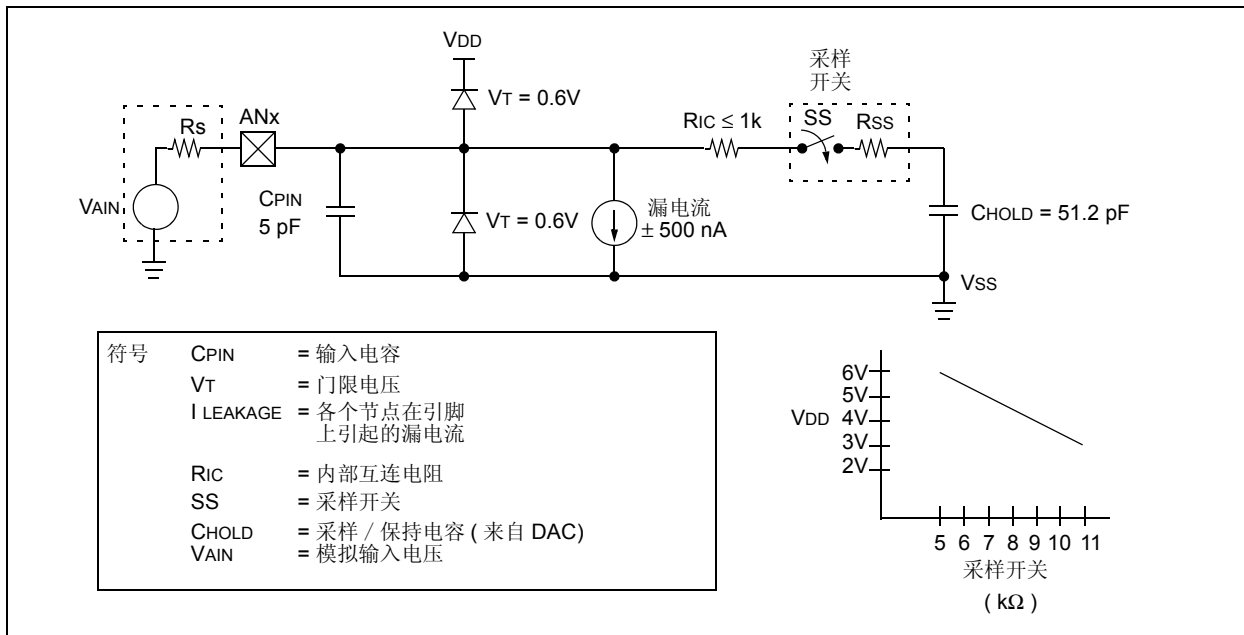 VDD
采样
开关
VT = 0.6V
RIC ≤ 1k
SS
RSS
Rs
ANx
VAIN
CPIN
5 pF
VT = 0.6V
漏电流
± 500 nA
CHOLD = 51.2 pF
VSS
符号 CPIN = 输入电容
VT = 门限电压
I LEAKAGE = 各个节点在引脚
上引起的漏电流
RIC = 内部互连电阻
SS = 采样开关
CHOLD = 采样 / 保持电容 ( 来自 DAC)
VAIN = 模拟输入电压
6V
5V
VDD 4V
3V
2V
5 6 7 8 9 10 11
采样开关
( kΩ )